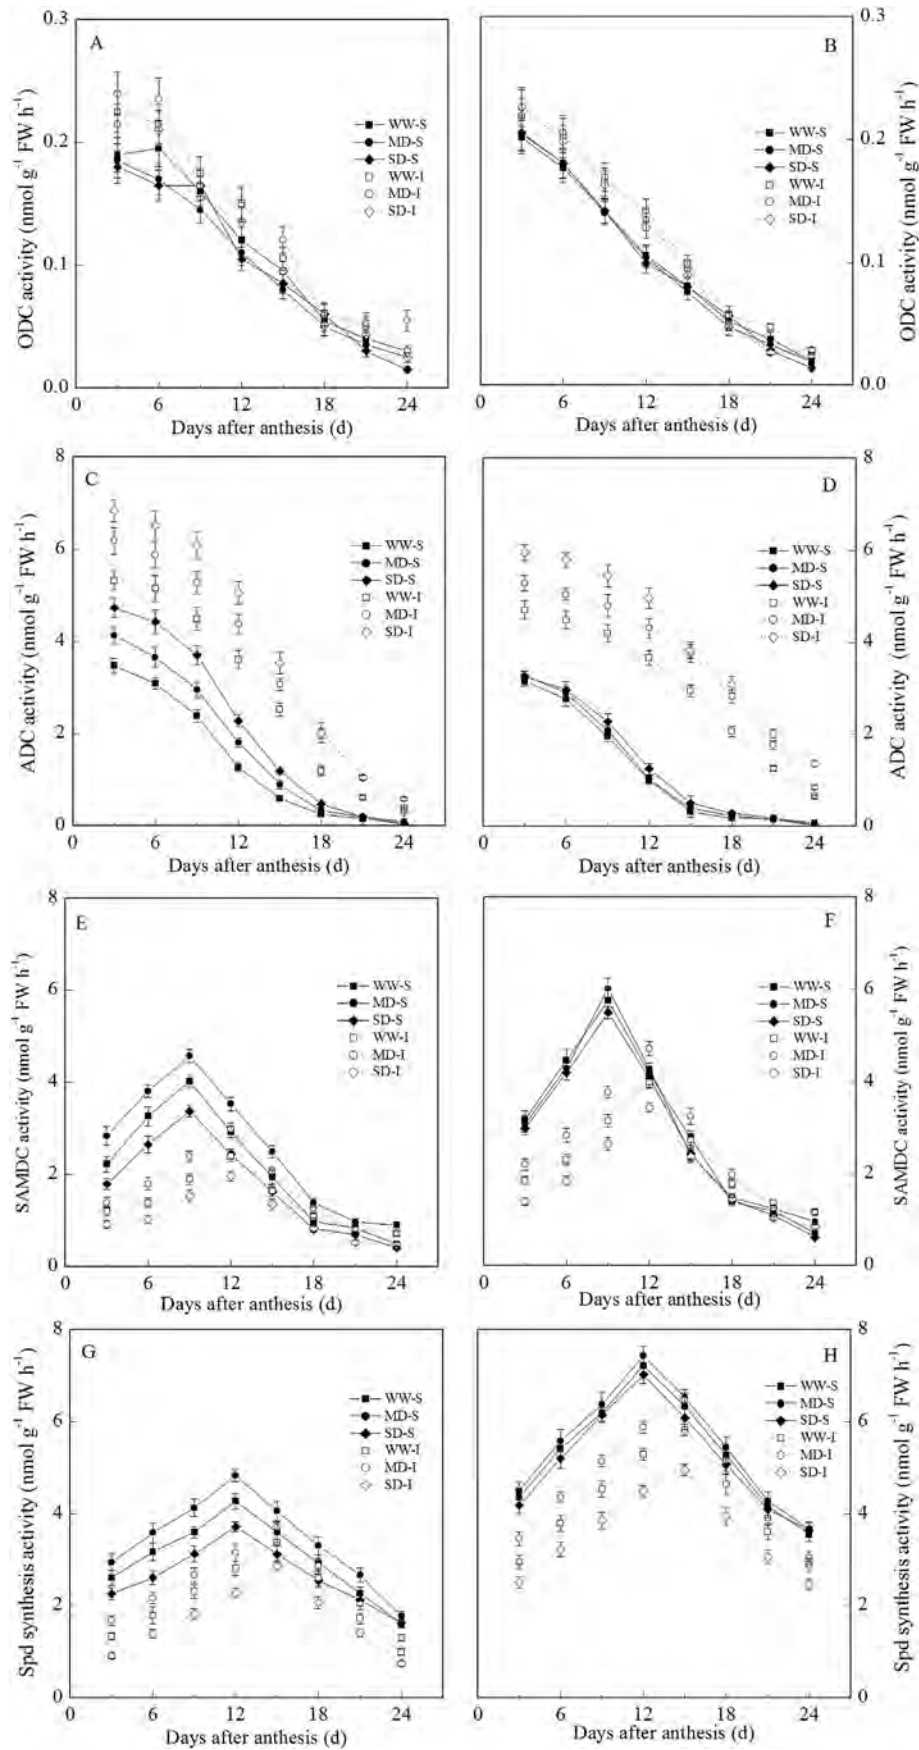 A
0.3
0.2
0.1
0.0
ODC activity (nmol g⁻¹ FW h⁻¹)
WW-S
MD-S
SD-S
WW-I
MD-I
SD-I
0 6 12 18 24
Days after anthesis (d)
B
0.3
0.2
0.1
0.0
ODC activity (nmol g⁻¹ FW h⁻¹)
WW-S
MD-S
SD-S
WW-I
MD-I
SD-I
0 6 12 18 24
Days after anthesis (d)
C
8
6
4
2
0
ADC activity (nmol g⁻¹ FW h⁻¹)
WW-S
MD-S
SD-S
WW-I
MD-I
SD-I
0 6 12 18 24
Days after anthesis (d)
D
8
6
4
2
0
ADC activity (nmol g⁻¹ FW h⁻¹)
WW-S
MD-S
SD-S
WW-I
MD-I
SD-I
0 6 12 18 24
Days after anthesis (d)
E
8
6
4
2
0
SAMDC activity (nmol g⁻¹ FW h⁻¹)
WW-S
MD-S
SD-S
WW-I
MD-I
SD-I
0 6 12 18 24
Days after anthesis (d)
F
8
6
4
2
0
SAMDC activity (nmol g⁻¹ FW h⁻¹)
WW-S
MD-S
SD-S
WW-I
MD-I
SD-I
0 6 12 18 24
Days after anthesis (d)
G
8
6
4
2
0
Spd synthesis activity (nmol g⁻¹ FW h⁻¹)
WW-S
MD-S
SD-S
WW-I
MD-I
SD-I
0 6 12 18 24
Days after anthesis (d)
H
8
6
4
2
0
Spd synthesis activity (nmol g⁻¹ FW h⁻¹)
WW-S
MD-S
SD-S
WW-I
MD-I
SD-I
0 6 12 18 24
Days after anthesis (d)